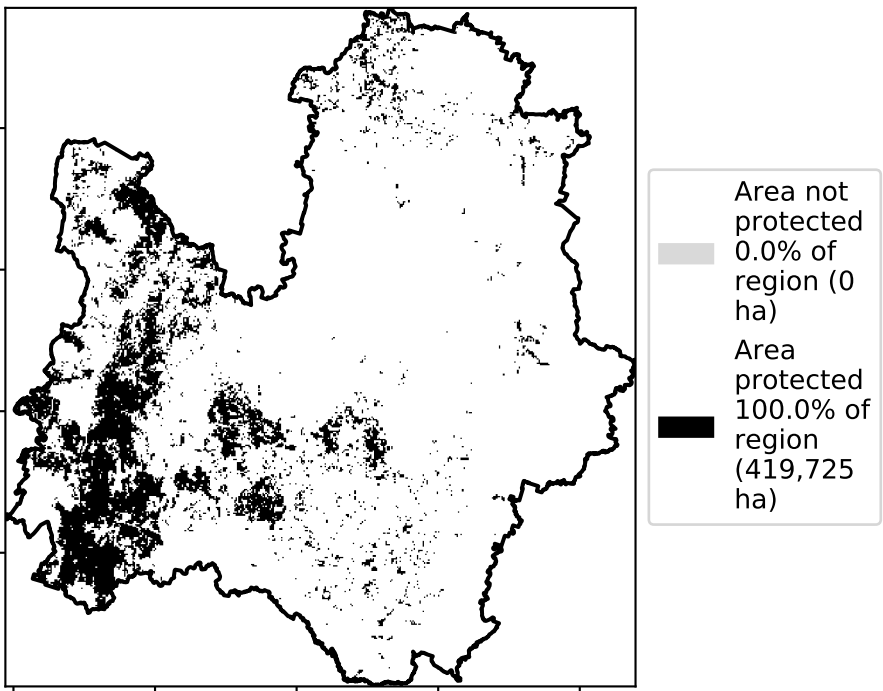 Area not
protected
0.0% of
region (0
ha)
Area
protected
100.0% of
region
(419,725
ha)